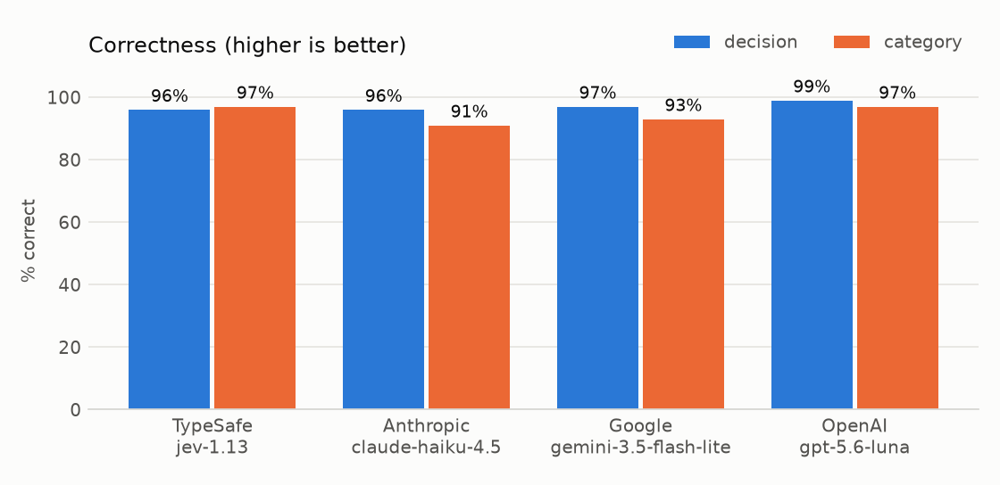 Correctness (higher is better)
decision
category
% correct
100
80
60
40
20
0
96%
97%
96%
91%
97%
93%
99%
97%
TypeSafe
jev-1.13
Anthropic
claude-haiku-4.5
Google
gemini-3.5-flash-lite
OpenAI
gpt-5.6-luna